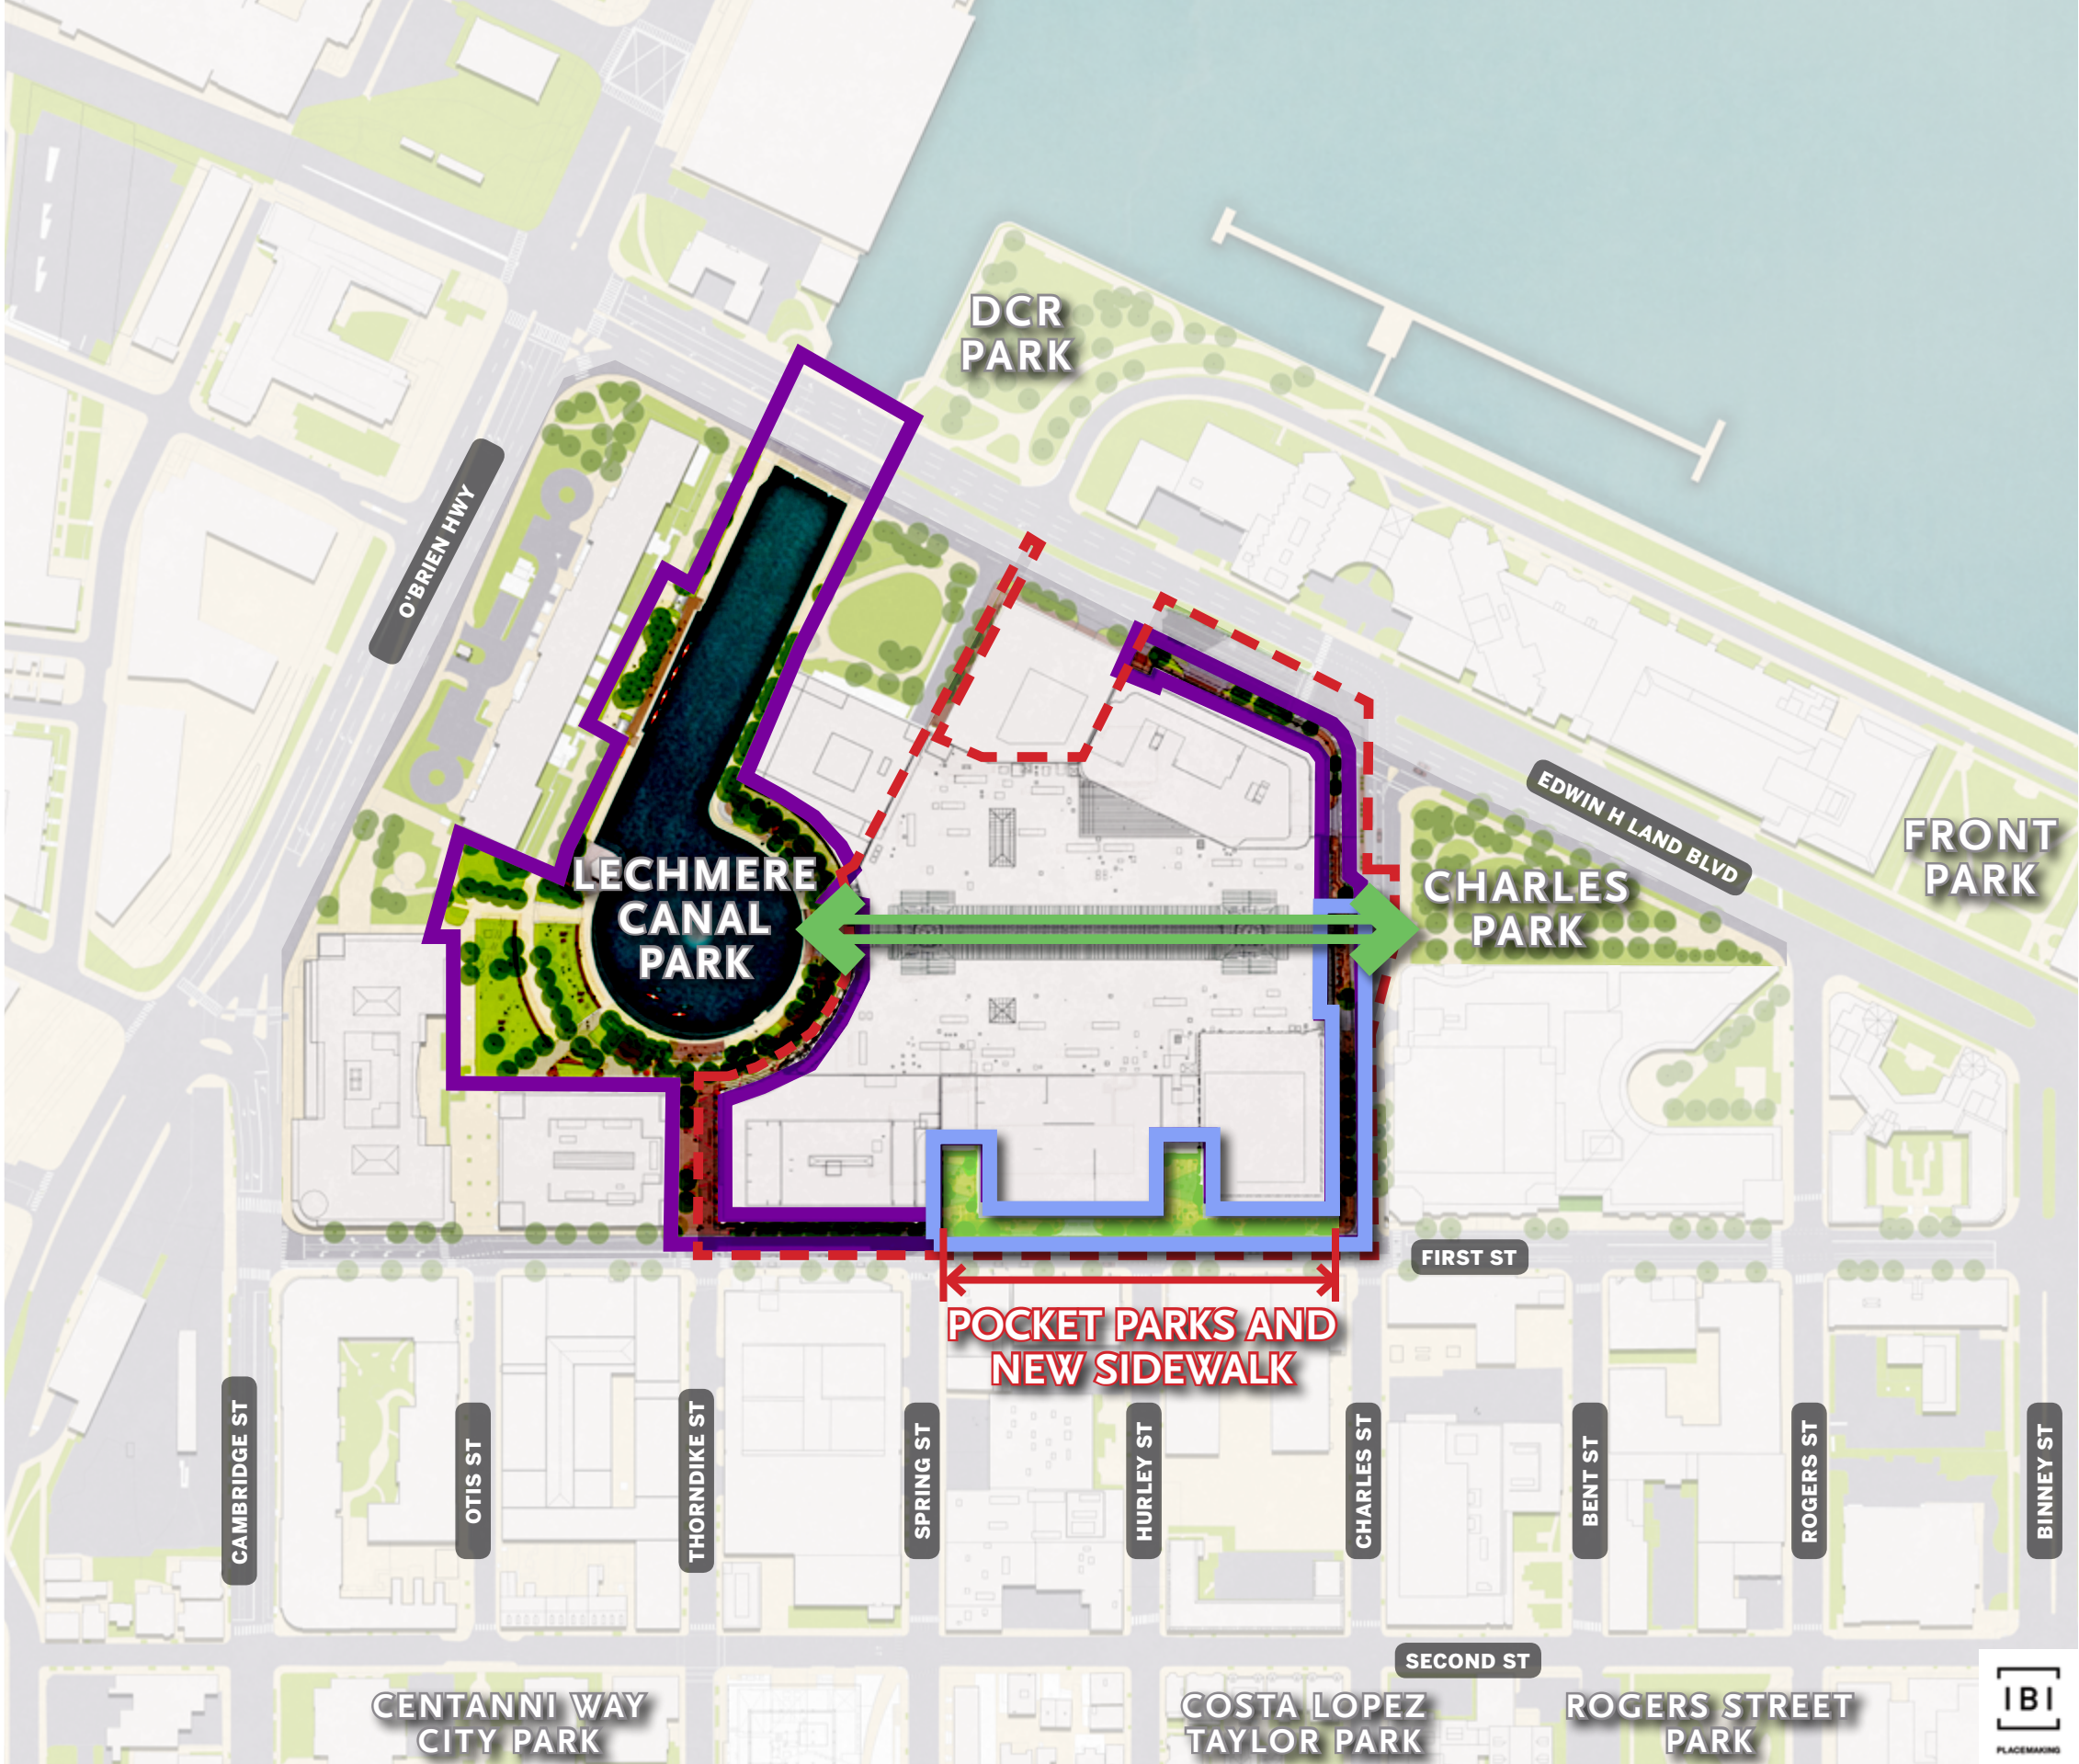 DCR
PARK
O'BRIEN HWY
EDWIN H LAND BLVD
FRONT
PARK
LECHMERE
CANAL
PARK
CHARLES
PARK
FIRST ST
POCKET PARKS AND
NEW SIDEWALK
CAMBRIDGE ST
OTIS ST
THORNDIKE ST
SPRING ST
HURLEY ST
CHARLES ST
BENT ST
ROGERS ST
BINNEY ST
SECOND ST
CENTANNI WAY
CITY PARK
COSTA LOPEZ
TAYLOR PARK
ROGERS STREET
PARK
IBI
PLACEMAKING